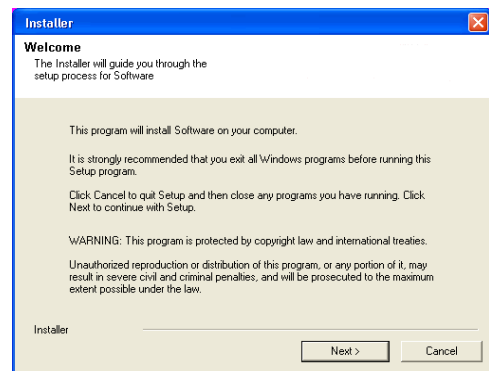 Installer
Welcome
The Installer will guide you through the
setup process for Software
This program will install Software on your computer.
It is strongly recommended that you exit all Windows programs before running this
Setup program.
Click Cancel to quit Setup and then close any programs you have running. Click
Next to continue with Setup.
WARNING: This program is protected by copyright law and international treaties.
Unauthorized reproduction or distribution of this program, or any portion of it, may
result in severe civil and criminal penalties, and will be prosecuted to the maximum
extent possible under the law.
Installer
Next > Cancel